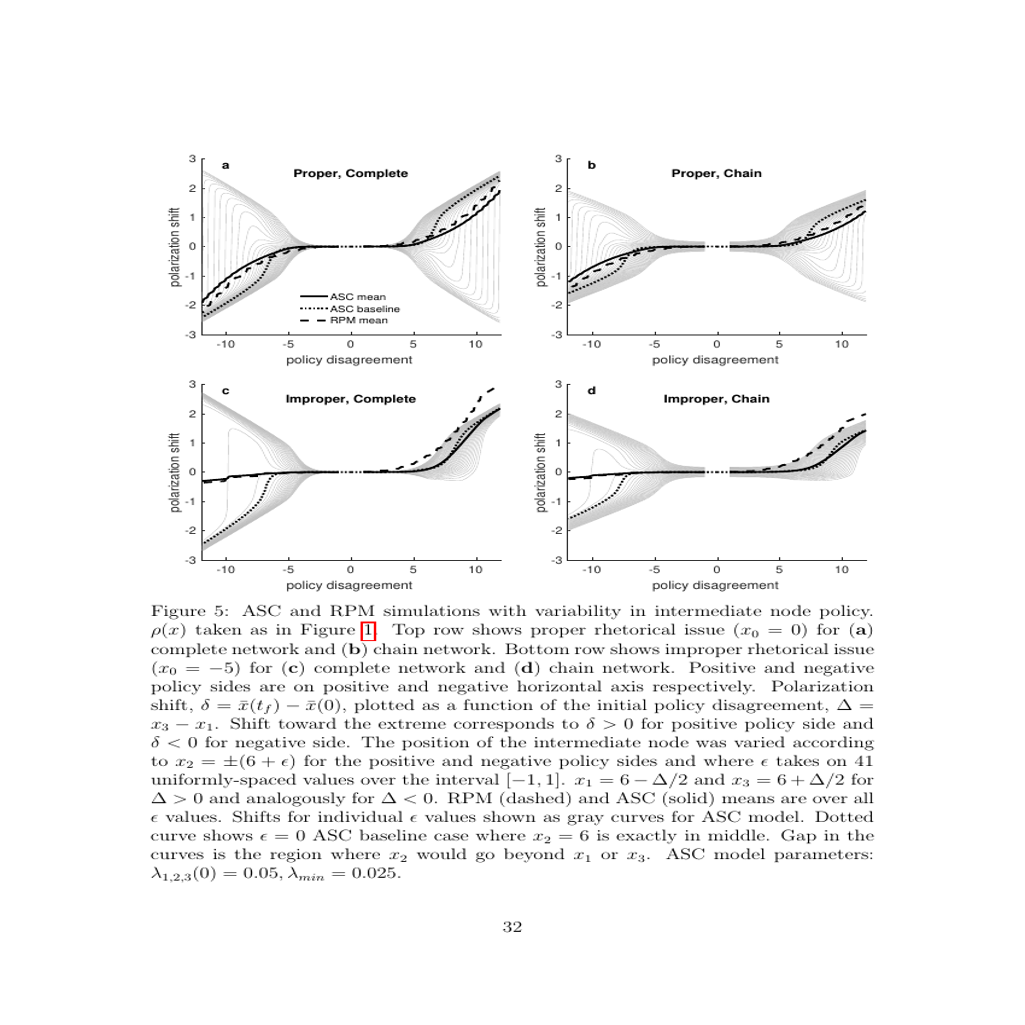 a
Proper, Complete
3
2
1
0
-1
-2
-3
polarization shift
ASC mean
ASC baseline
RPM mean
-10 -5 0 5 10
policy disagreement
b
Proper, Chain
3
2
1
0
-1
-2
-3
polarization shift
-10 -5 0 5 10
policy disagreement
c
Improper, Complete
3
2
1
0
-1
-2
-3
polarization shift
-10 -5 0 5 10
policy disagreement
d
Improper, Chain
3
2
1
0
-1
-2
-3
polarization shift
-10 -5 0 5 10
policy disagreement
Figure 5: ASC and RPM simulations with variability in intermediate node policy.
ρ(x) taken as in Figure 1. Top row shows proper rhetorical issue (x₀ = 0) for (a)
complete network and (b) chain network. Bottom row shows improper rhetorical issue
(x₀ = −5) for (c) complete network and (d) chain network. Positive and negative
policy sides are on positive and negative horizontal axis respectively. Polarization
shift, δ = x̄(t_f) − x̄(0), plotted as a function of the initial policy disagreement, Δ =
x₃ − x₁. Shift toward the extreme corresponds to δ > 0 for positive policy side and
δ < 0 for negative side. The position of the intermediate node was varied according
to x₂ = ±(6 + ϵ) for the positive and negative policy sides and where ϵ takes on 41
uniformly-spaced values over the interval [−1, 1]. x₁ = 6 − Δ/2 and x₃ = 6 + Δ/2 for
Δ > 0 and analogously for Δ < 0. RPM (dashed) and ASC (solid) means are over all
ϵ values. Shifts for individual ϵ values shown as gray curves for ASC model. Dotted
curve shows ϵ = 0 ASC baseline case where x₂ = 6 is exactly in middle. Gap in the
curves is the region where x₂ would go beyond x₁ or x₃. ASC model parameters:
λ₁,₂,₃(0) = 0.05, λ_min = 0.025.
32